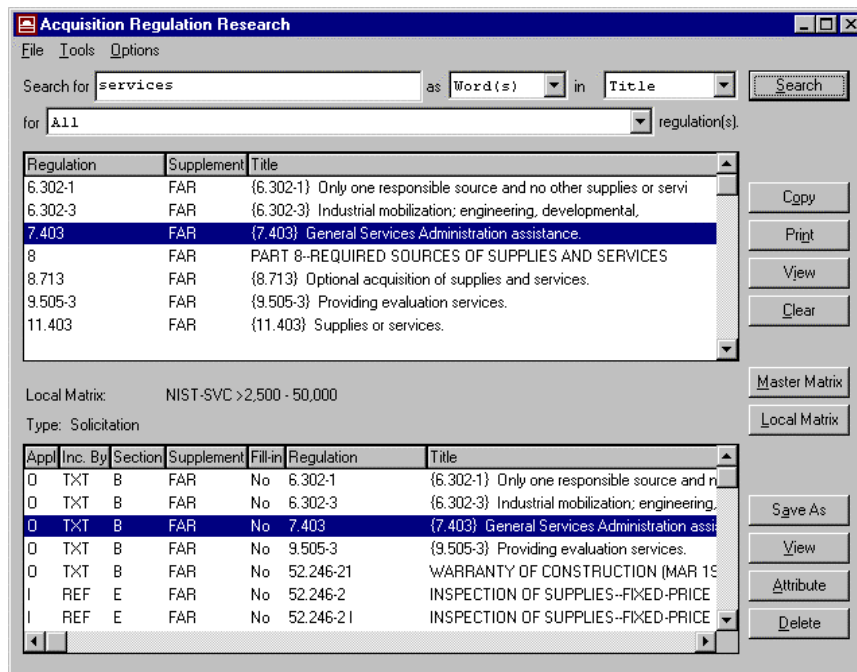 Acquisition Regulation Research
File Tools Options
Search for services as Word(s) in Title Search
for All regulation(s).
Regulation Supplement Title
6.302-1 FAR {6.302-1} Only one responsible source and no other supplies or servi
6.302-3 FAR {6.302-3} Industrial mobilization; engineering, developmental,
7.403 FAR {7.403} General Services Administration assistance.
8 FAR PART 8--REQUIRED SOURCES OF SUPPLIES AND SERVICES
8.713 FAR {8.713} Optional acquisition of supplies and services.
9.505-3 FAR {9.505-3} Providing evaluation services.
11.403 FAR {11.403} Supplies or services.
Copy
Print
View
Clear
Master Matrix
Local Matrix
Local Matrix: NIST-SVC >2,500 - 50,000
Type: Solicitation
Appl Inc. By Section Supplement Fill-in Regulation Title
O TXT B FAR No 6.302-1 {6.302-1} Only one responsible source and n
O TXT B FAR No 6.302-3 {6.302-3} Industrial mobilization; engineering,
O TXT B FAR No 7.403 {7.403} General Services Administration assi
O TXT B FAR No 9.505-3 {9.505-3} Providing evaluation services.
O TXT B FAR No 52.246-21 WARRANTY OF CONSTRUCTION (MAR 19
I REF E FAR No 52.246-2 INSPECTION OF SUPPLIES--FIXED-PRICE
I REF E FAR No 52.246-2 I INSPECTION OF SUPPLIES--FIXED-PRICE
Save As
View
Attribute
Delete